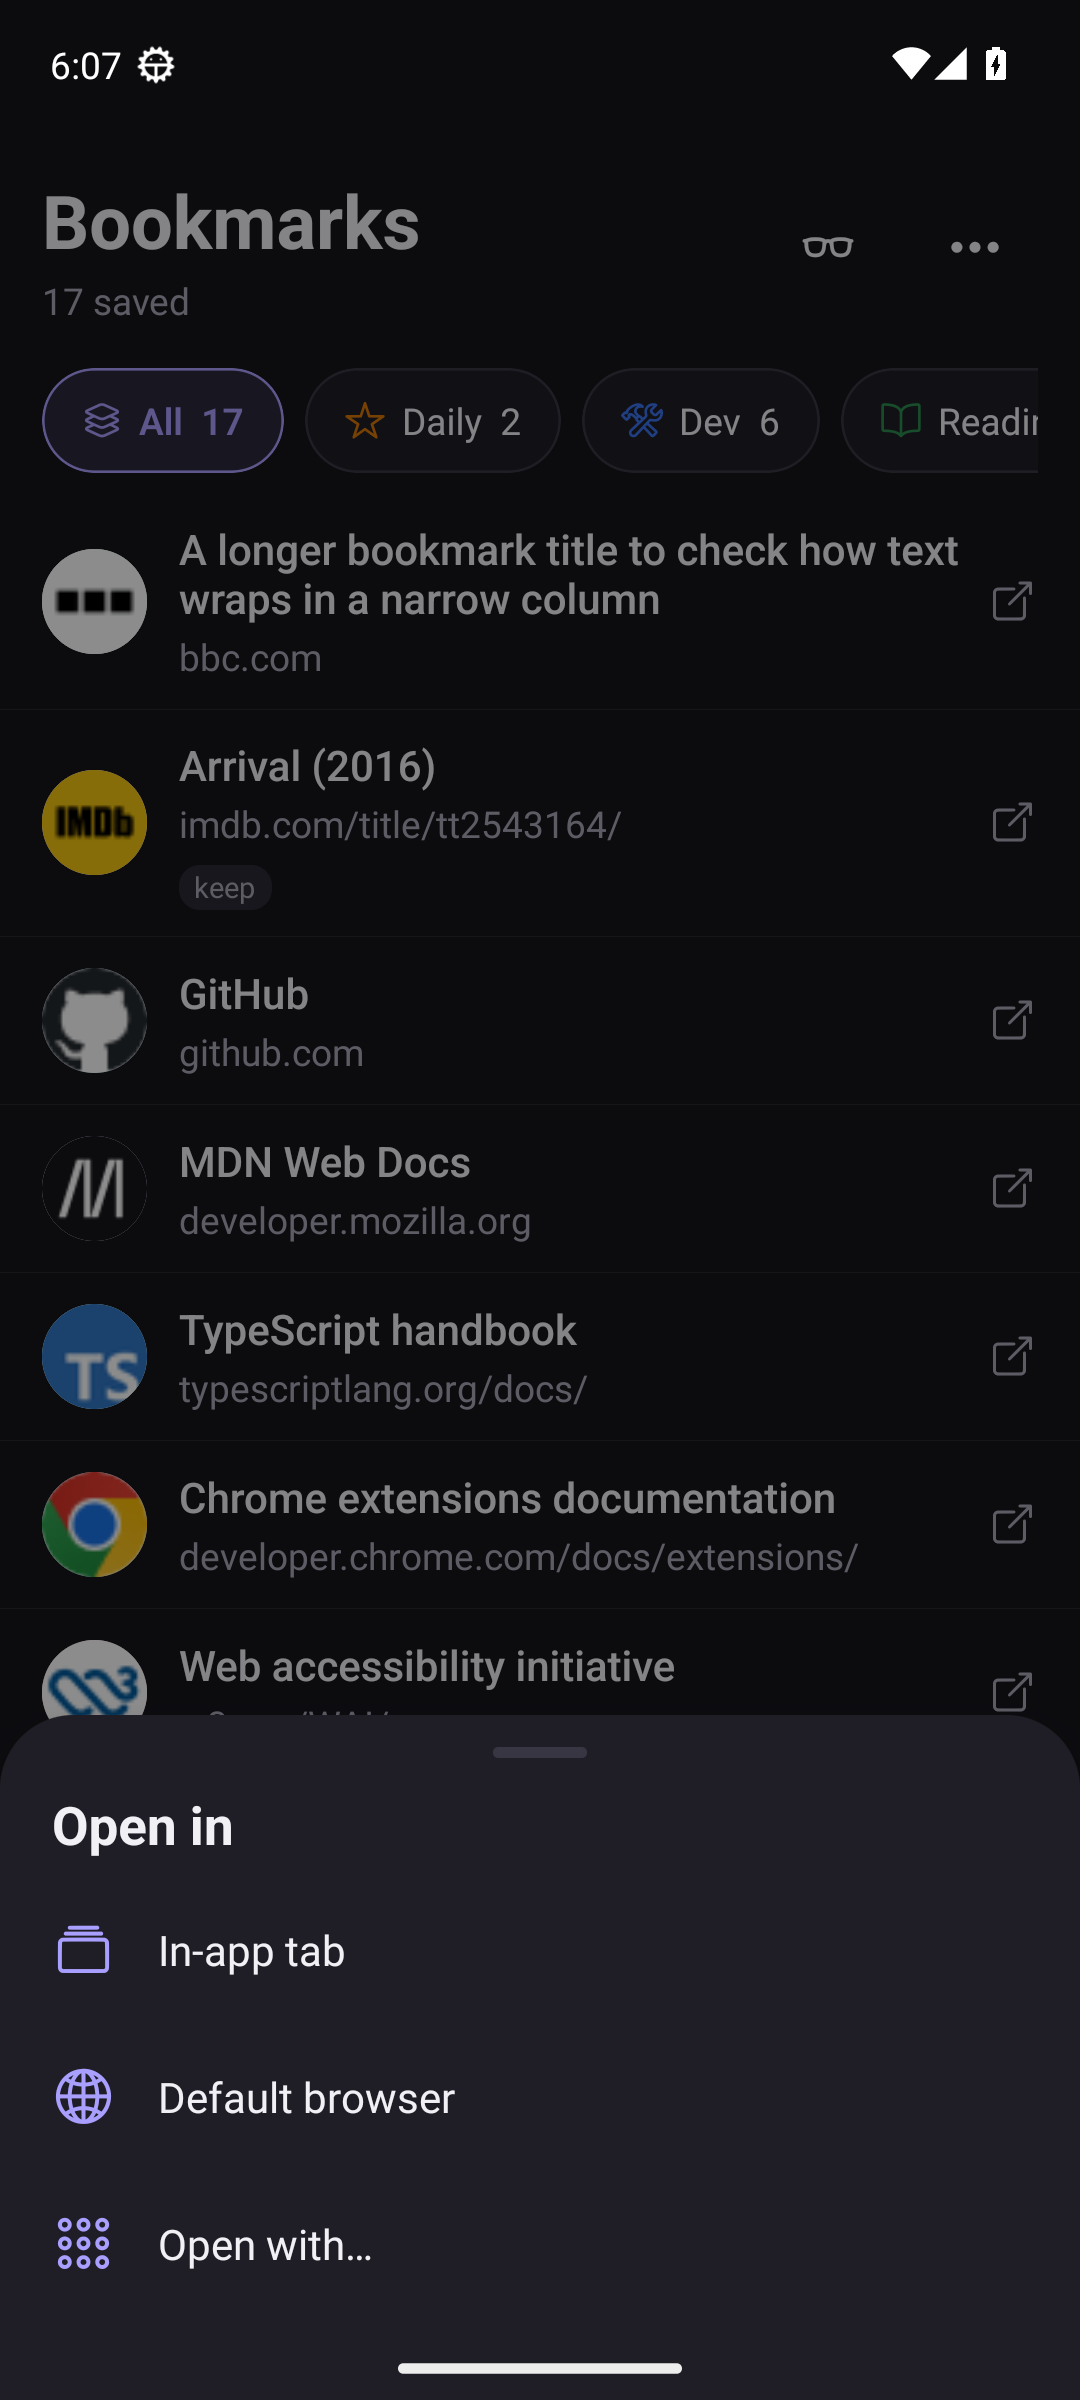 6:07
Bookmarks
17 saved
All 17
Daily 2
Dev 6
Readin
A longer bookmark title to check how text
wraps in a narrow column
bbc.com
IMDb
Arrival (2016)
imdb.com/title/tt2543164/
keep
GitHub
github.com
MDN Web Docs
developer.mozilla.org
TS
TypeScript handbook
typescriptlang.org/docs/
Chrome extensions documentation
developer.chrome.com/docs/extensions/
Web accessibility initiative
Open in
In-app tab
Default browser
Open with…